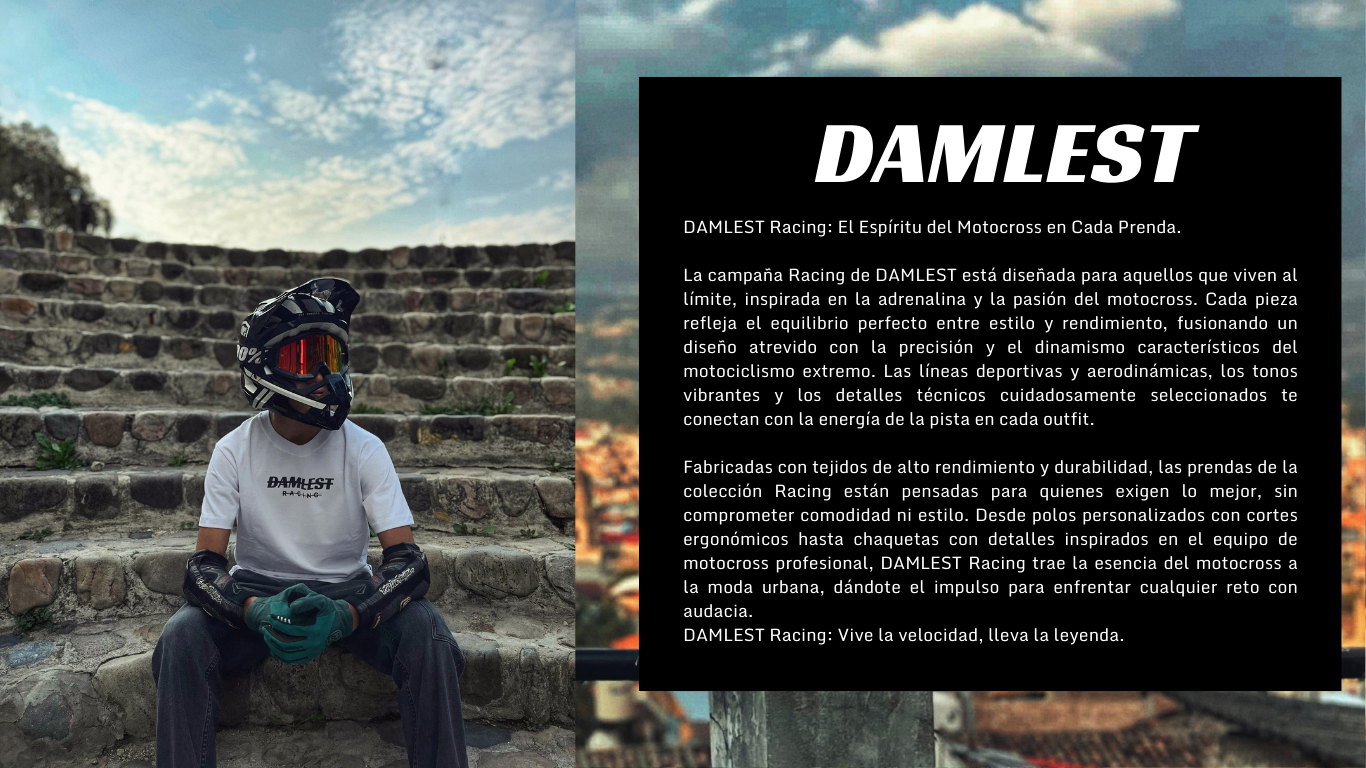 DAMLEST
DAMLEST Racing: El Espíritu del Motocross en Cada Prenda.
La campaña Racing de DAMLEST está diseñada para aquellos que viven al
límite, inspirada en la adrenalina y la pasión del motocross. Cada pieza
refleja el equilibrio perfecto entre estilo y rendimiento, fusionando un
diseño atrevido con la precisión y el dinamismo característicos del
motociclismo extremo. Las líneas deportivas y aerodinámicas, los tonos
vibrantes y los detalles técnicos cuidadosamente seleccionados te
conectan con la energía de la pista en cada outfit.
Fabricadas con tejidos de alto rendimiento y durabilidad, las prendas de la
colección Racing están pensadas para quienes exigen lo mejor, sin
comprometer comodidad ni estilo. Desde polos personalizados con cortes
ergonómicos hasta chaquetas con detalles inspirados en el equipo de
motocross profesional, DAMLEST Racing trae la esencia del motocross a
la moda urbana, dándote el impulso para enfrentar cualquier reto con
audacia.
DAMLEST Racing: Vive la velocidad, lleva la leyenda.
DAMLEST
RACING